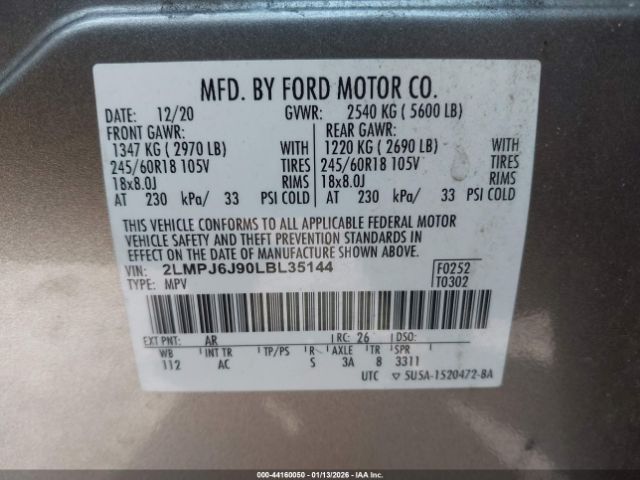 MFD. BY FORD MOTOR CO.
DATE: 12/20 GVWR: 2540 KG ( 5600 LB)
FRONT GAWR: REAR GAWR:
1347 KG ( 2970 LB) WITH 1220 KG ( 2690 LB) WITH
245/60R18 105V TIRES 245/60R18 105V TIRES
18x8.0J RIMS 18x8.0J RIMS
AT 230 kPa/ 33 PSI COLD AT 230 kPa/ 33 PSI COLD
THIS VEHICLE CONFORMS TO ALL APPLICABLE FEDERAL MOTOR
VEHICLE SAFETY AND THEFT PREVENTION STANDARDS IN
EFFECT ON THE DATE OF MANUFACTURE SHOWN ABOVE.
VIN: 2LMPJ6J90LBL35144 F0252
TYPE: MPV T0302
EXT PNT: AR RC: 26 DSO:
WB INT TR TP/PS R AXLE TR SPR
112 AC S 3A 8 3311
UTC ▽ 5U5A-1520472-BA
000-44160050 - 01/13/2026 - IAA Inc.